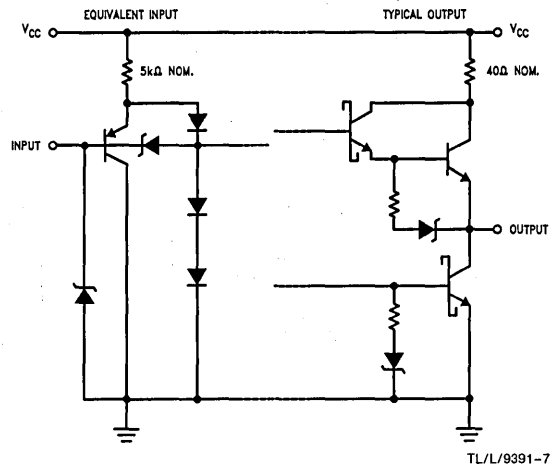 EQUIVALENT INPUT
TYPICAL OUTPUT
VCC
VCC
5kΩ NOM.
40Ω NOM.
INPUT
OUTPUT
TL/L/9391-7